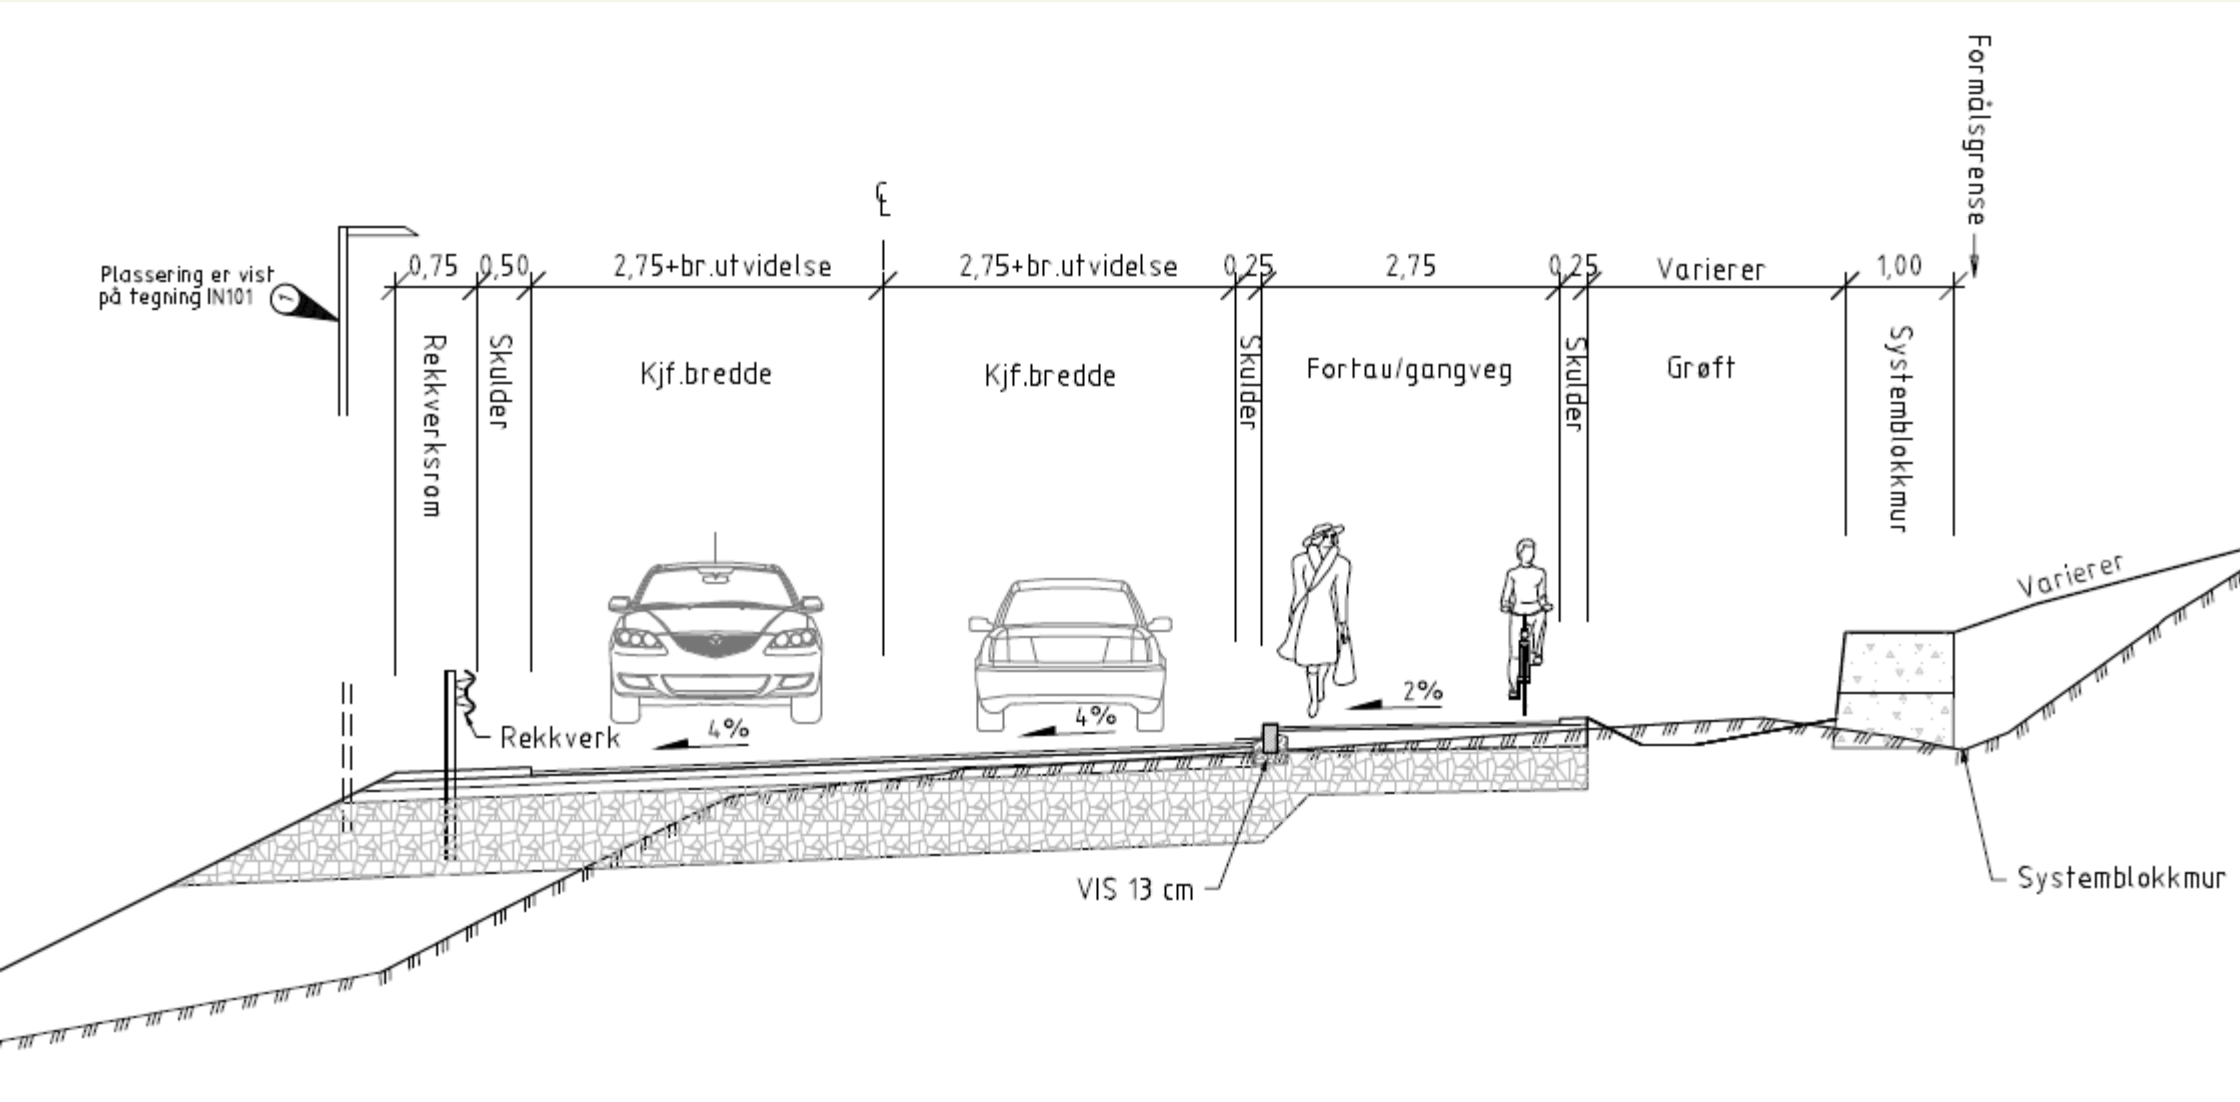 Formålsgrense
℄
0,75
0,50
2,75+br.utvidelse
2,75+br.utvidelse
0,25
2,75
0,25
Varierer
1,00
Plassering er vist
på tegning IN101
1
Rekkverksrom
Skulder
Kjf.bredde
Kjf.bredde
Skulder
Fortau/gangveg
Skulder
Grøft
Systemblokkmur
Varierer
2%
4%
4%
Rekkverk
VIS 13 cm
Systemblokkmur